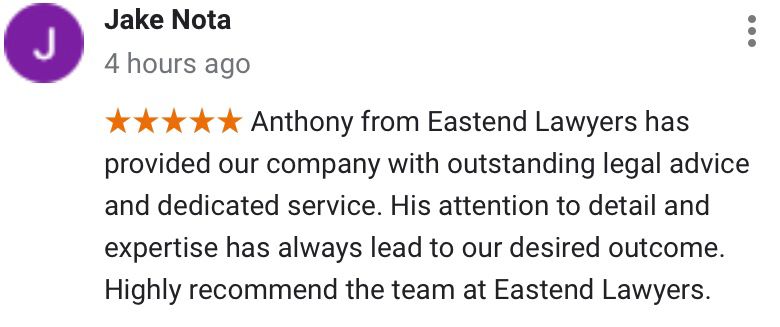 J
Jake Nota
4 hours ago
★★★★★ Anthony from Eastend Lawyers has
provided our company with outstanding legal advice
and dedicated service. His attention to detail and
expertise has always lead to our desired outcome.
Highly recommend the team at Eastend Lawyers.